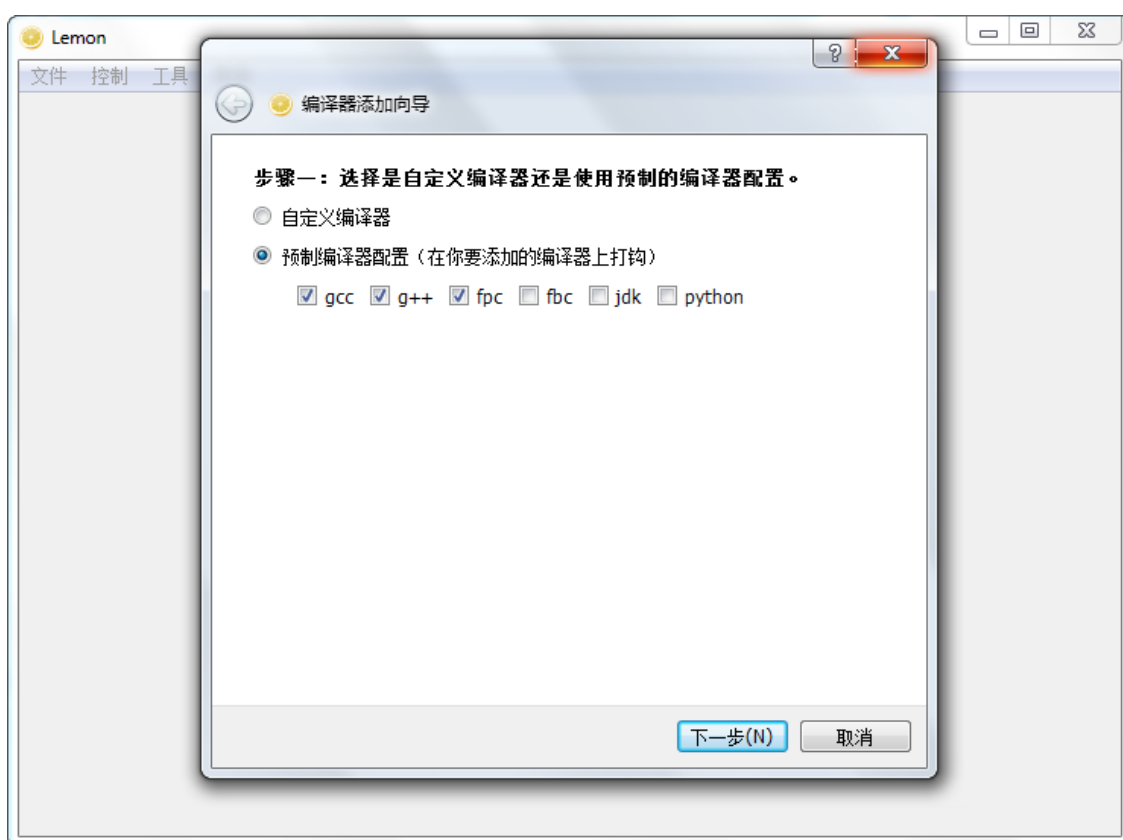 Lemon
文件 控制 工具
编译器添加向导
步骤一：选择是自定义编译器还是使用预制的编译器配置。
自定义编译器
预制编译器配置（在你要添加的编译器上打钩）
gcc g++ fpc fbc jdk python
下一步(N) 取消